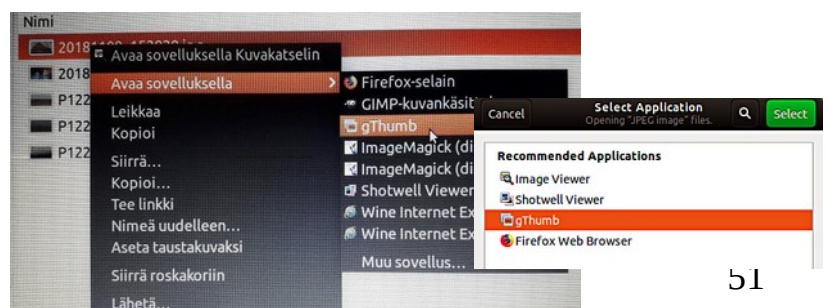 Nimi
2018
Avaa sovelluksella Kuvakatselin
2018
Avaa sovelluksella
Leikkaa
Kopioi
Siirrä...
Kopioi...
Tee linkki
Nimeä uudelleen...
Aseta taustakuvaksi
Siirrä roskakoriin
Lähetä...
P122
P122
P122
Firefox-selain
GIMP-kuvankäsitt
gThumb
ImageMagick (di
ImageMagick (di
Shotwell Viewer
Wine Internet Ex
Wine Internet Ex
Muu sovellus...
Cancel
Select Application
Opening "JPEG image" files.
Select
Recommended Applications
Image Viewer
Shotwell Viewer
gThumb
Firefox Web Browser
51